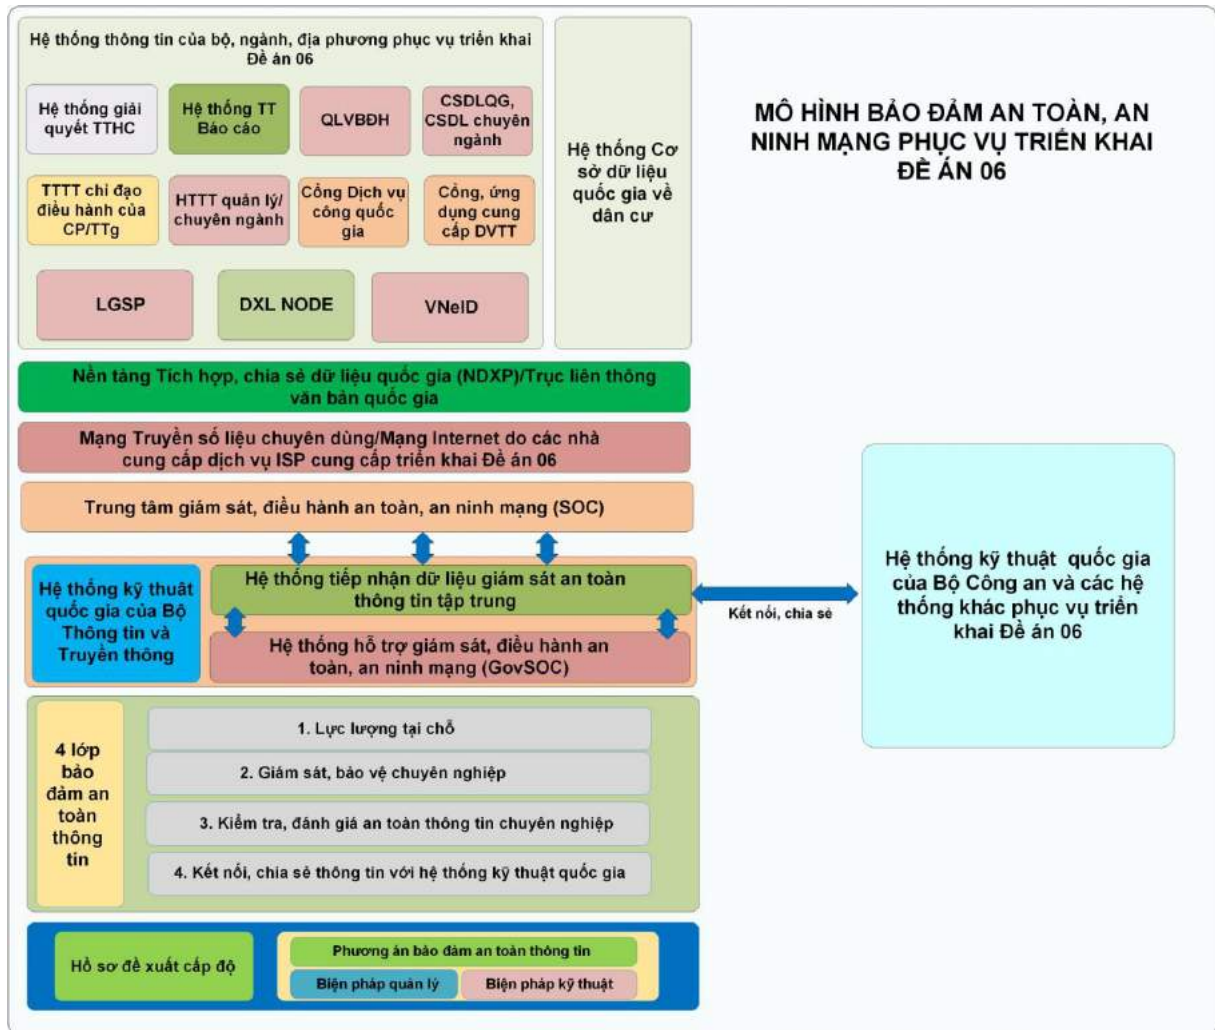 Hệ thống thông tin của bộ, ngành, địa phương phục vụ triển khai
Đề án 06
Hệ thống giải
quyết TTHC
Hệ thống TT
Báo cáo
QLVBĐH
CSDLQG,
CSDL chuyên
ngành
TTTT chỉ đạo
điều hành của
CP/TTg
HTTT quản lý/
chuyên ngành
Cổng Dịch vụ
công quốc
gia
Cổng, ứng
dụng cung
cấp DVTT
LGSP
DXL NODE
VNeID
Hệ thống Cơ
sở dữ liệu
quốc gia về
dân cư
MÔ HÌNH BẢO ĐẢM AN TOÀN, AN
NINH MẠNG PHỤC VỤ TRIỂN KHAI
ĐỀ ÁN 06
Nền tảng Tích hợp, chia sẻ dữ liệu quốc gia (NDXP)/Trục liên thông
văn bản quốc gia
Mạng Truyền số liệu chuyên dùng/Mạng Internet do các nhà
cung cấp dịch vụ ISP cung cấp triển khai Đề án 06
Trung tâm giám sát, điều hành an toàn, an ninh mạng (SOC)
Hệ thống kỹ thuật
quốc gia của Bộ
Thông tin và
Truyền thông
Hệ thống tiếp nhận dữ liệu giám sát an toàn
thông tin tập trung
Hệ thống hỗ trợ giám sát, điều hành an
toàn, an ninh mạng (GovSOC)
Kết nối, chia sẻ
Hệ thống kỹ thuật quốc gia
của Bộ Công an và các hệ
thống khác phục vụ triển
khai Đề án 06
4 lớp
bảo
đảm an
toàn
thông
tin
1. Lực lượng tại chỗ
2. Giám sát, bảo vệ chuyên nghiệp
3. Kiểm tra, đánh giá an toàn thông tin chuyên nghiệp
4. Kết nối, chia sẻ thông tin với hệ thống kỹ thuật quốc gia
Hồ sơ đề xuất cấp độ
Phương án bảo đảm an toàn thông tin
Biện pháp quản lý
Biện pháp kỹ thuật